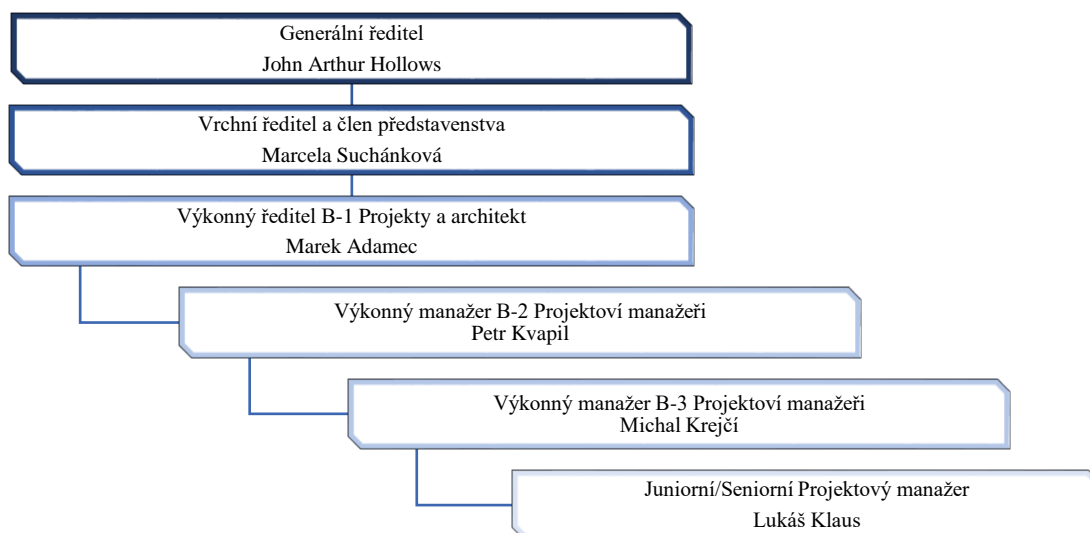 Generální ředitel
John Arthur Hollows
Vrchní ředitel a člen představenstva
Marcela Suchánková
Výkonný ředitel B-1 Projekty a architekt
Marek Adamec
Výkonný manažer B-2 Projektoví manažeři
Petr Kvapil
Výkonný manažer B-3 Projektoví manažeři
Michal Krejčí
Juniorní/Seniorní Projektový manažer
Lukáš Klaus